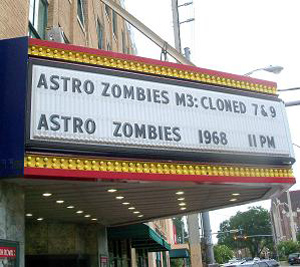 ASTRO ZOMBIES M3: CLONED 7 & 9
ASTRO ZOMBIES 1968 11 PM